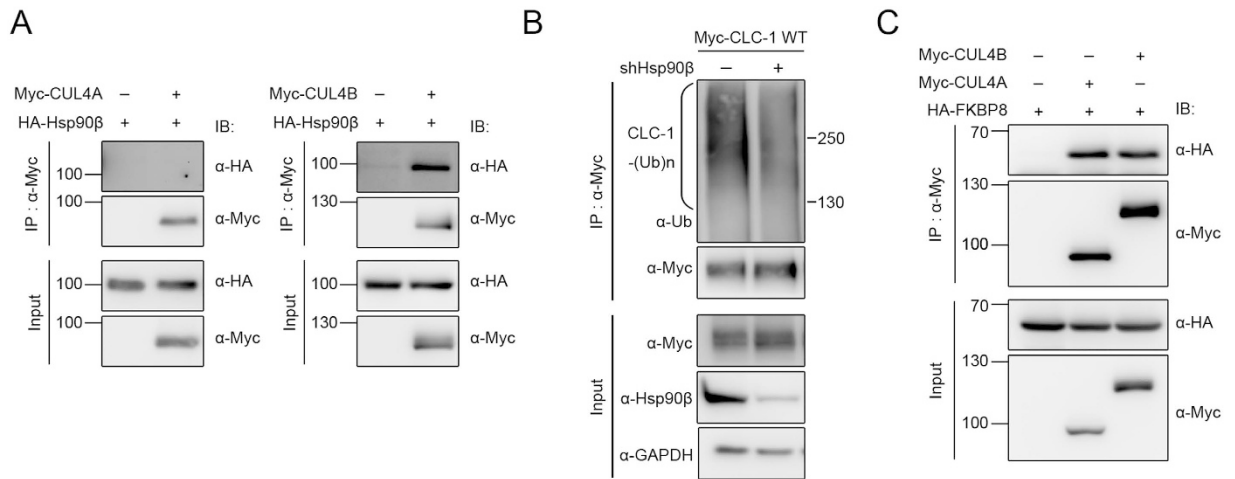 A
Myc-CUL4A – +
HA-Hsp90β + + IB:
IP : α-Myc
100 α-HA
100 α-Myc
Input
100 α-HA
100 α-Myc
Myc-CUL4B – +
HA-Hsp90β + + IB:
IP : α-Myc
100 α-HA
130 α-Myc
Input
100 α-HA
130 α-Myc
B
Myc-CLC-1 WT
shHsp90β – +
IP : α-Myc
CLC-1
-(Ub)n
250
130
α-Ub
α-Myc
Input
α-Myc
α-Hsp90β
α-GAPDH
C
Myc-CUL4B – – +
Myc-CUL4A – + –
HA-FKBP8 + + + IB:
IP : α-Myc
70
α-HA
130
α-Myc
100
Input
70
α-HA
130
α-Myc
100